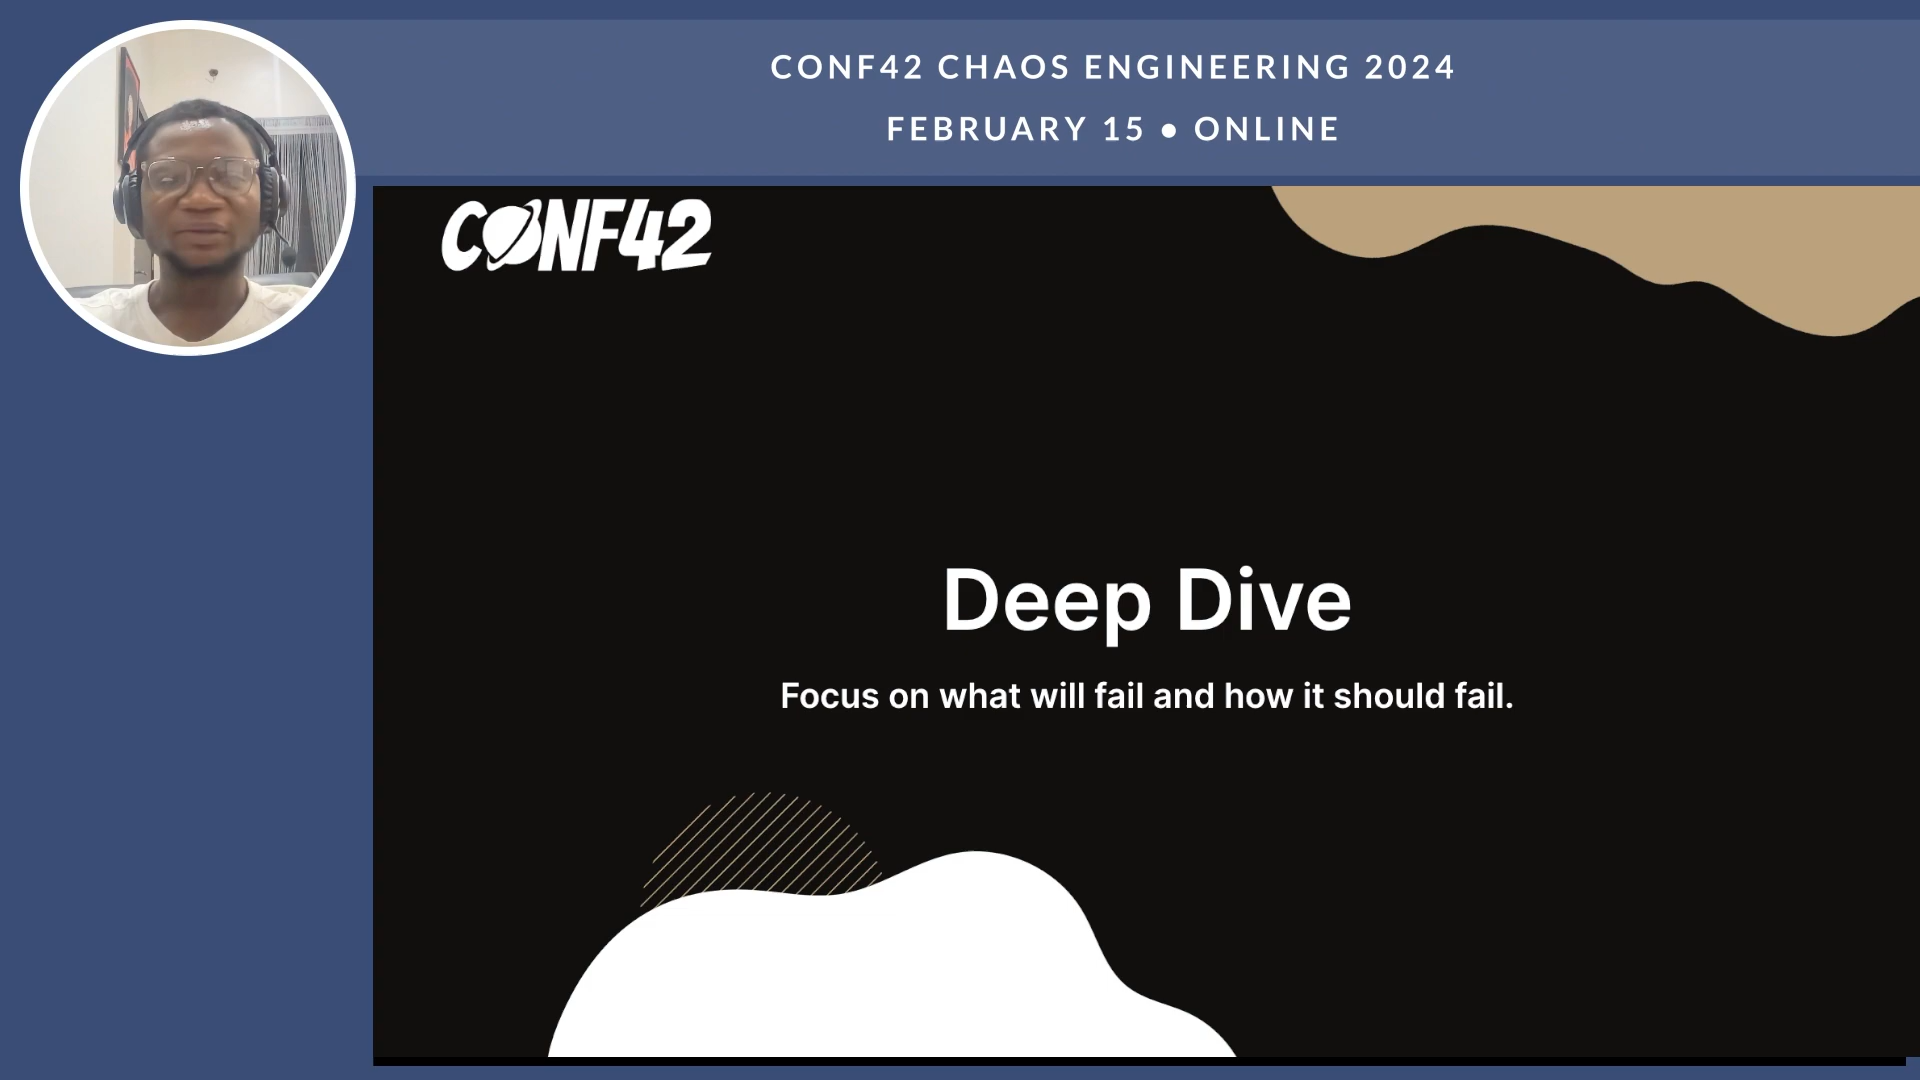 CONF42 CHAOS ENGINEERING 2024
FEBRUARY 15 • ONLINE
CONF42
Deep Dive
Focus on what will fail and how it should fail.